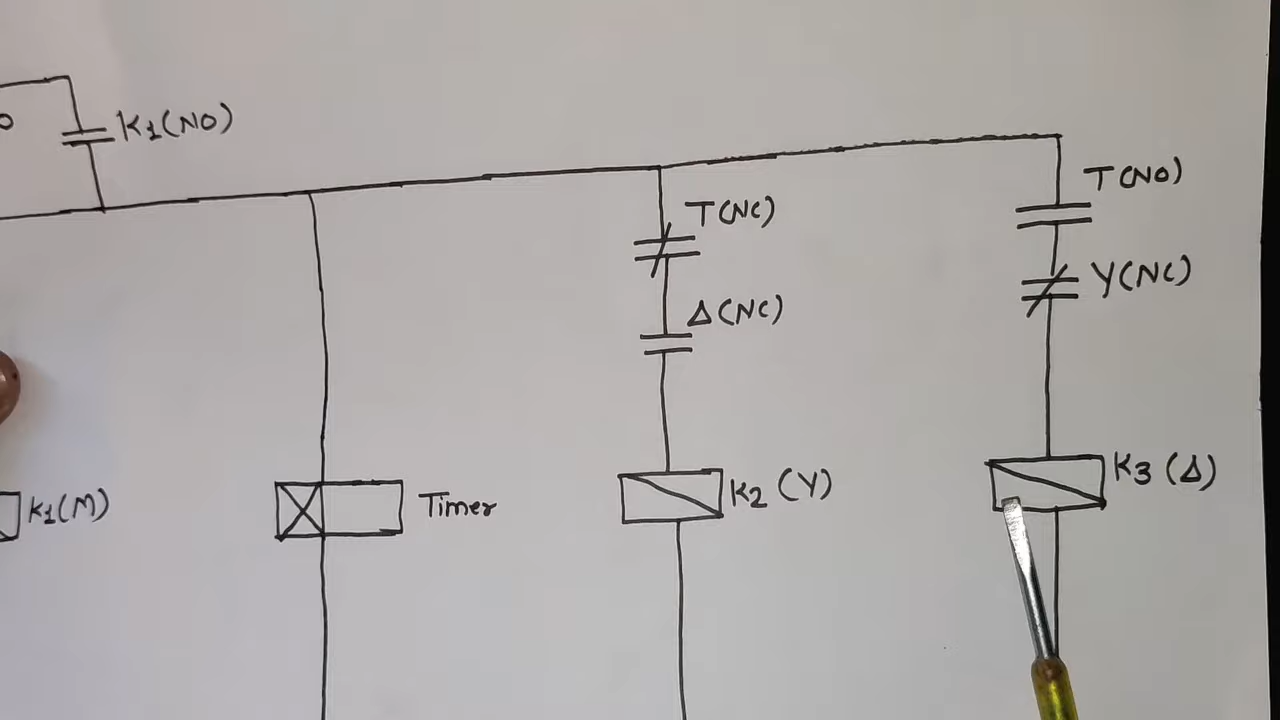 O
K1(NO)
T(NO)
T(NC)
Y(NC)
Δ(NC)
K1(M)
Timer
K2 (Y)
K3 (Δ)